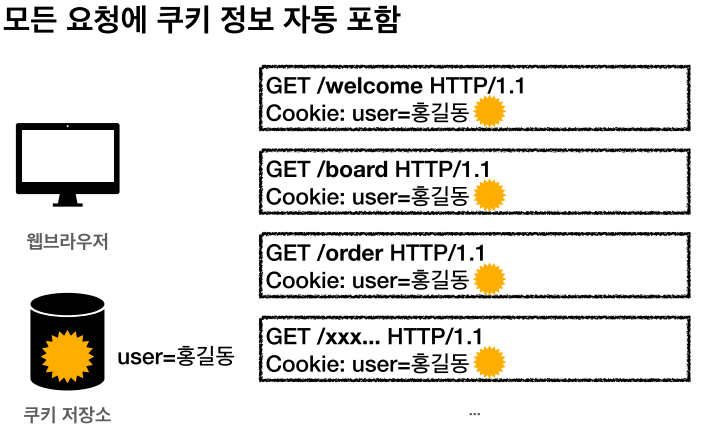 모든 요청에 쿠키 정보 자동 포함
GET /welcome HTTP/1.1
Cookie: user=홍길동
GET /board HTTP/1.1
Cookie: user=홍길동
웹브라우저
GET /order HTTP/1.1
Cookie: user=홍길동
GET /xxx... HTTP/1.1
Cookie: user=홍길동
user=홍길동
쿠키 저장소
...